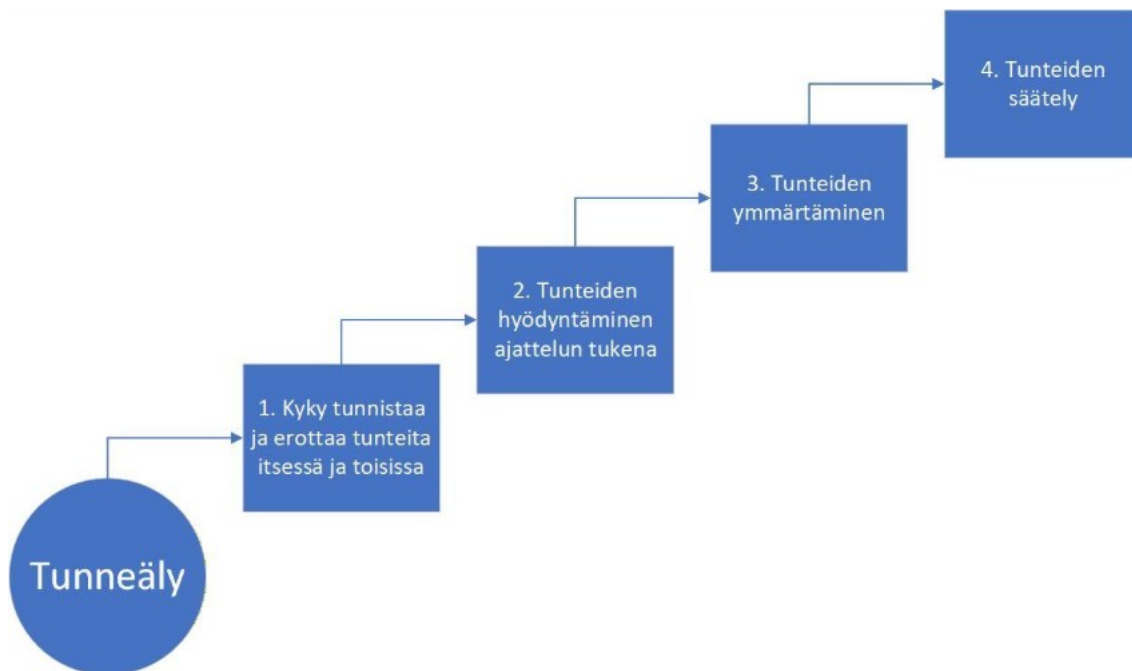 4. Tunteiden
säätely
3. Tunteiden
ymmärtäminen
2. Tunteiden
hyödyntäminen
ajattelun tukena
1. Kyky tunnistaa
ja erottaa tunteita
itsessä ja toisissa
Tunneäly